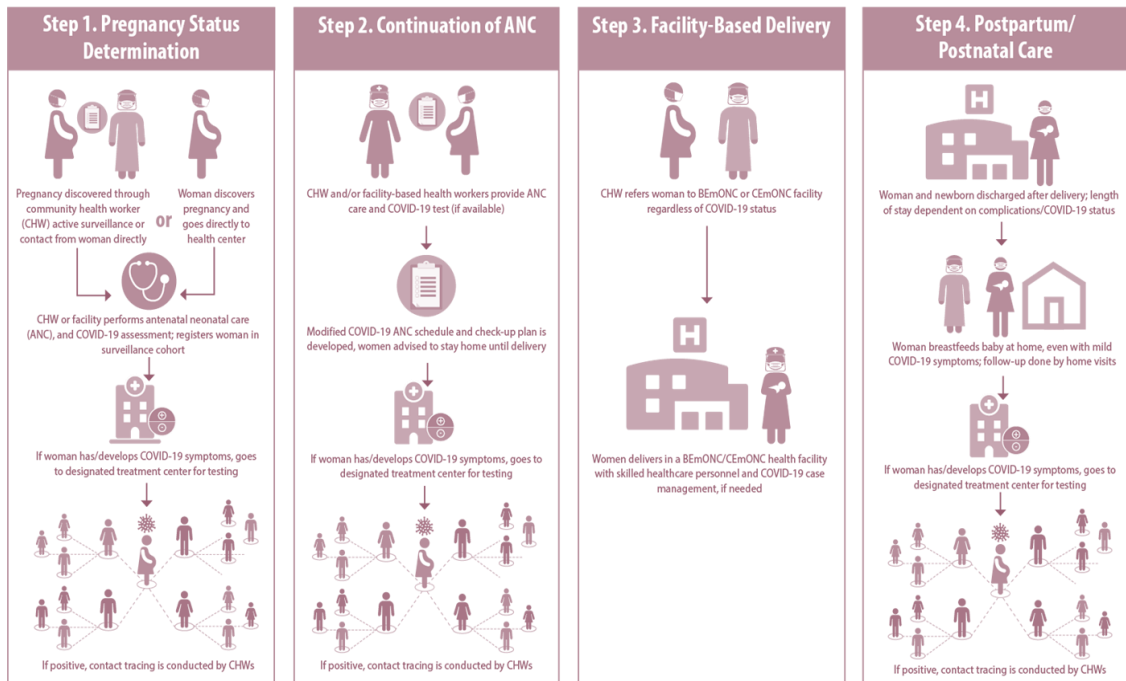 Step 1. Pregnancy Status
Determination
Pregnancy discovered through
community health worker
(CHW) active surveillance or
contact from woman directly
or
Woman discovers
pregnancy and
goes directly to
health center
CHW or facility performs antenatal neonatal care
(ANC), and COVID-19 assessment; registers woman in
surveillance cohort
If woman has/develops COVID-19 symptoms, goes
to designated treatment center for testing
If positive, contact tracing is conducted by CHWs
Step 2. Continuation of ANC
CHW and/or facility-based health workers provide ANC
care and COVID-19 test (if available)
Modified COVID-19 ANC schedule and check-up plan is
developed, women advised to stay home until delivery
If woman has/develops COVID-19 symptoms, goes
to designated treatment center for testing
If positive, contact tracing is conducted by CHWs
Step 3. Facility-Based Delivery
CHW refers woman to BEmONC or CEmONC facility
regardless of COVID-19 status
H
Women delivers in a BEmONC/CEmONC health facility
with skilled healthcare personnel and COVID-19 case
management, if needed
Step 4. Postpartum/
Postnatal Care
H
Woman and newborn discharged after delivery; length
of stay dependent on complications/COVID-19 status
Woman breastfeeds baby at home, even with mild
COVID-19 symptoms; follow-up done by home visits
If woman has/develops COVID-19 symptoms, goes to
designated treatment center for testing
If positive, contact tracing is conducted by CHWs